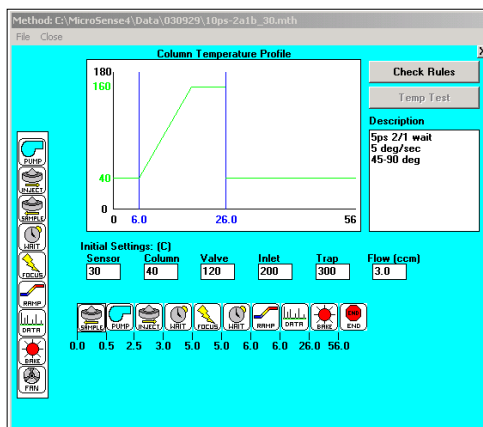 Method: C:\MicroSense4\Data\030929\10ps-2a1b_30.mth
File Close
Column Temperature Profile
180
160
40
0
0 6.0 26.0 56
Check Rules
Temp Test
Description
5ps 2/1 wait
5 deg/sec
45-90 deg
PUMP
INJECT
SAMPLE
WAIT
FOCUS
RAMP
DATA
BAKE
FAN
Initial Settings: (C)
Sensor Column Valve Inlet Trap Flow (ccm)
30 40 120 200 300 3.0
SAMPLE PUMP INJECT WAIT FOCUS WAIT RAMP DATA BAKE END
0.0 0.5 2.5 3.0 5.0 5.0 6.0 6.0 26.0 56.0